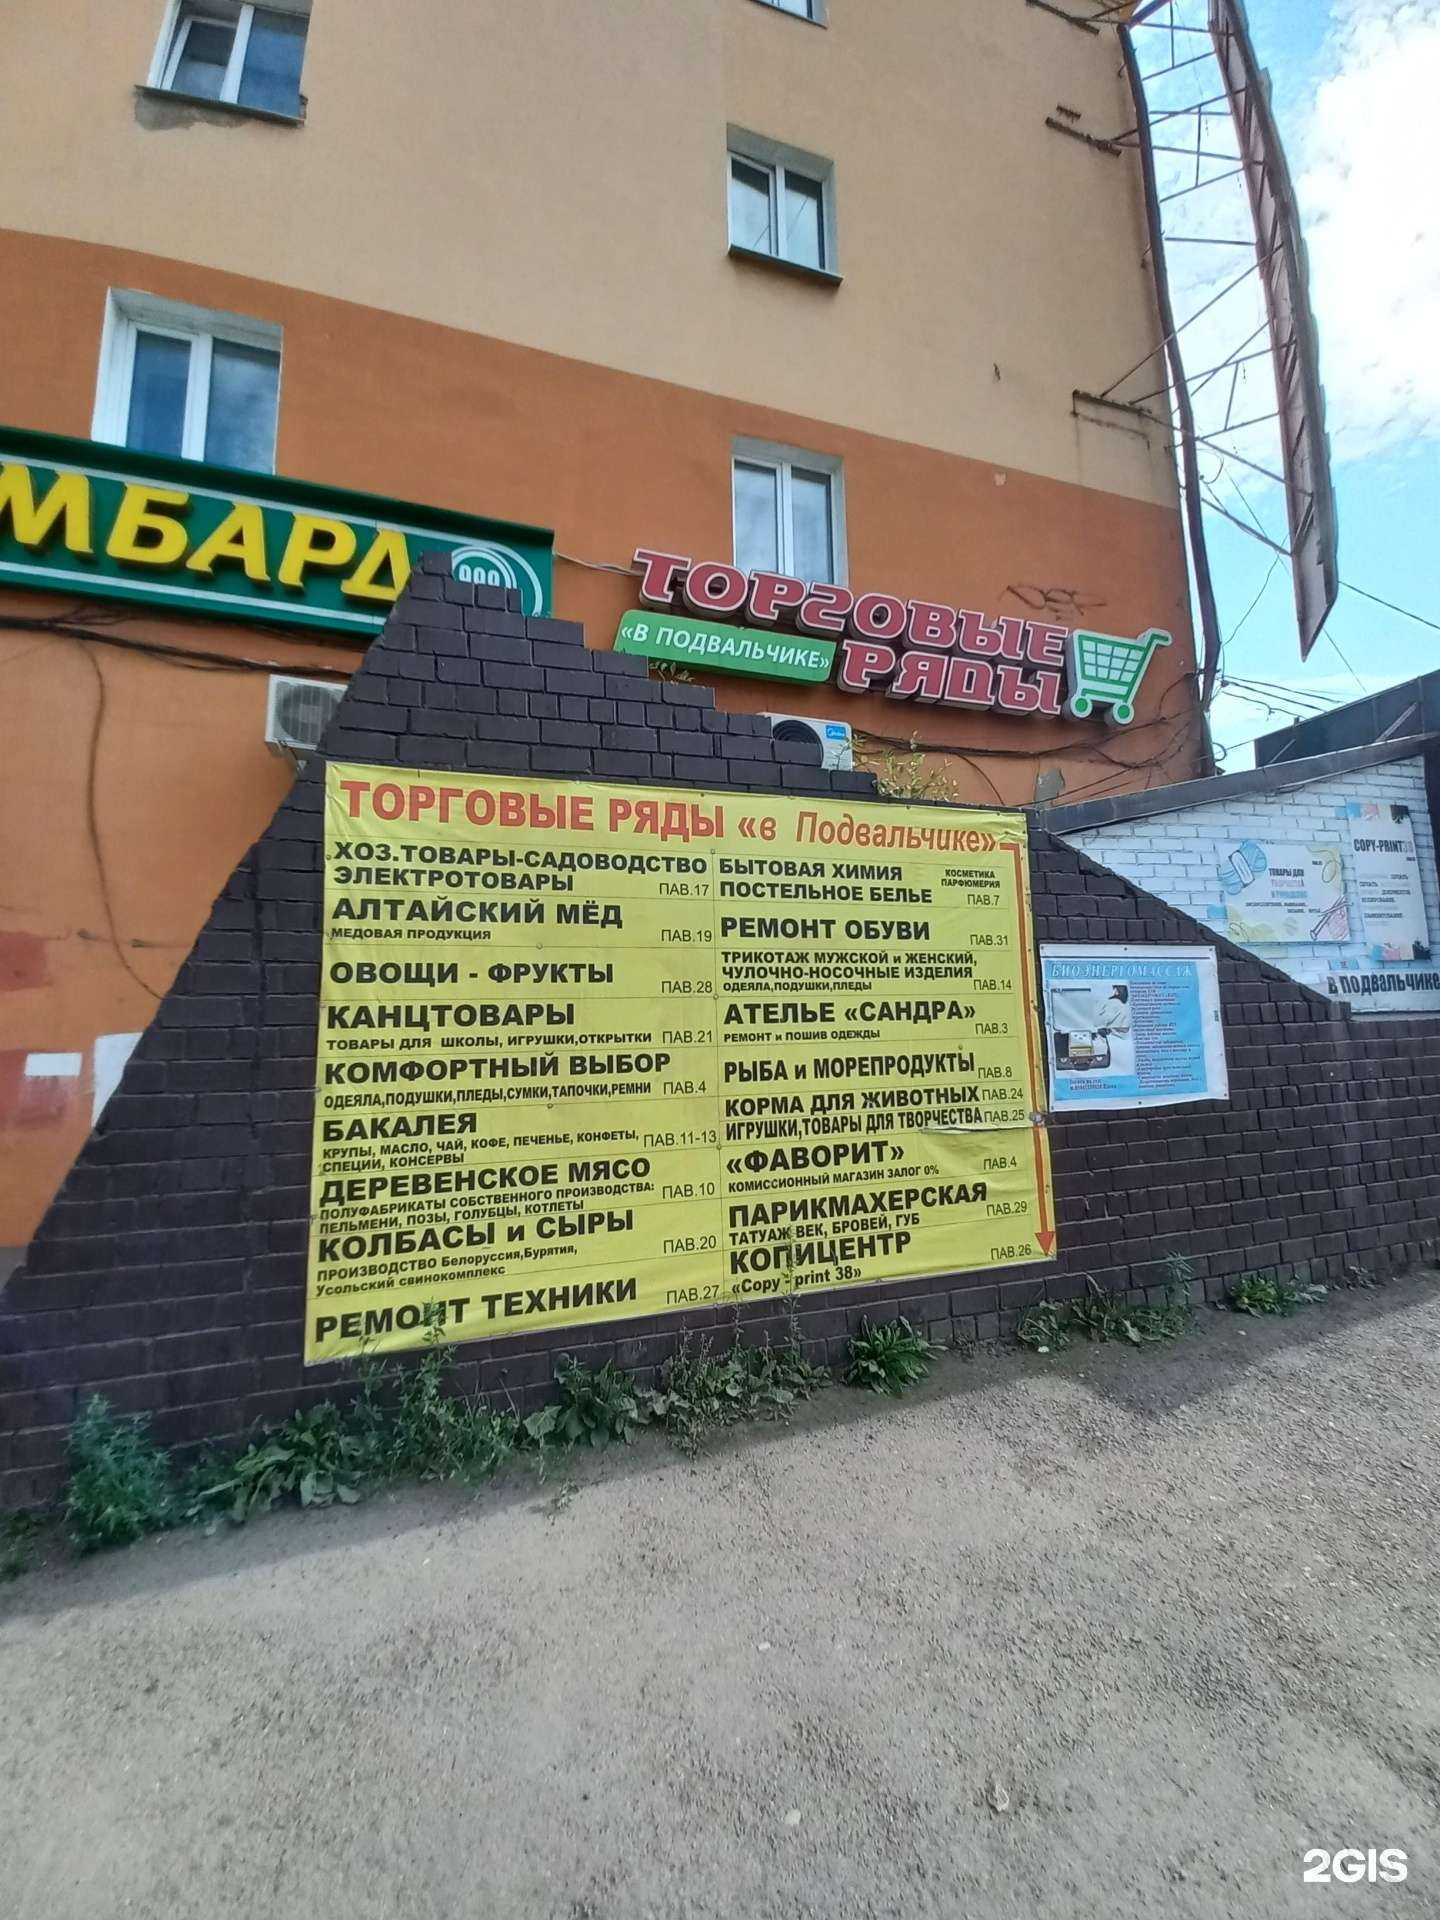 МБАРД
ТОРГОВЫЕ
РЯДЫ
«В ПОДВАЛЬЧИКЕ»
ТОРГОВЫЕ РЯДЫ «в Подвальчике»
ХОЗ.ТОВАРЫ-САДОВОДСТВО
ЭЛЕКТРОТОВАРЫ ПАВ.17
АЛТАЙСКИЙ МЁД
МЕДОВАЯ ПРОДУКЦИЯ ПАВ.19
ОВОЩИ - ФРУКТЫ ПАВ.28
КАНЦТОВАРЫ
ТОВАРЫ ДЛЯ ШКОЛЫ, ИГРУШКИ,ОТКРЫТКИ ПАВ.21
КОМФОРТНЫЙ ВЫБОР
ОДЕЯЛА,ПОДУШКИ,ПЛЕДЫ,СУМКИ,ТАПОЧКИ,РЕМНИ ПАВ.4
БАКАЛЕЯ
КРУПЫ, МАСЛО, ЧАЙ, КОФЕ, ПЕЧЕНЬЕ, КОНФЕТЫ, ПАВ.11-13
СПЕЦИИ, КОНСЕРВЫ
ДЕРЕВЕНСКОЕ МЯСО
ПОЛУФАБРИКАТЫ СОБСТВЕННОГО ПРОИЗВОДСТВА: ПАВ.10
ПЕЛЬМЕНИ, ПОЗЫ, ГОЛУБЦЫ, КОТЛЕТЫ
КОЛБАСЫ и СЫРЫ
ПРОИЗВОДСТВО Белоруссия,Бурятия, ПАВ.20
Усольский свинокомплекс
РЕМОНТ ТЕХНИКИ ПАВ.27
БЫТОВАЯ ХИМИЯ КОСМЕТИКА
ПАРФЮМЕРИЯ
ПОСТЕЛЬНОЕ БЕЛЬЕ ПАВ.7
РЕМОНТ ОБУВИ ПАВ.31
ТРИКОТАЖ МУЖСКОЙ и ЖЕНСКИЙ,
ЧУЛОЧНО-НОСОЧНЫЕ ИЗДЕЛИЯ
ОДЕЯЛА,ПОДУШКИ,ПЛЕДЫ ПАВ.14
АТЕЛЬЕ «САНДРА»
РЕМОНТ и ПОШИВ ОДЕЖДЫ ПАВ.3
РЫБА и МОРЕПРОДУКТЫ ПАВ.8
КОРМА ДЛЯ ЖИВОТНЫХ ПАВ.24
ИГРУШКИ,ТОВАРЫ ДЛЯ ТВОРЧЕСТВА ПАВ.25
«ФАВОРИТ» ПАВ.4
КОМИССИОННЫЙ МАГАЗИН ЗАЛОГ 0%
ПАРИКМАХЕРСКАЯ
ТАТУАЖ ВЕК, БРОВЕЙ, ГУБ ПАВ.29
КОПИЦЕНТР ПАВ.26
«Copy - print 38»
БИОЭНЕРГОМАССАЖ
ТОВАРЫ ДЛЯ
ТВОРЧЕСТВА
И РУКОДЕЛИЯ
COPY-PRINT38
В ПОДВАЛЬЧИКЕ
Midea
2GIS